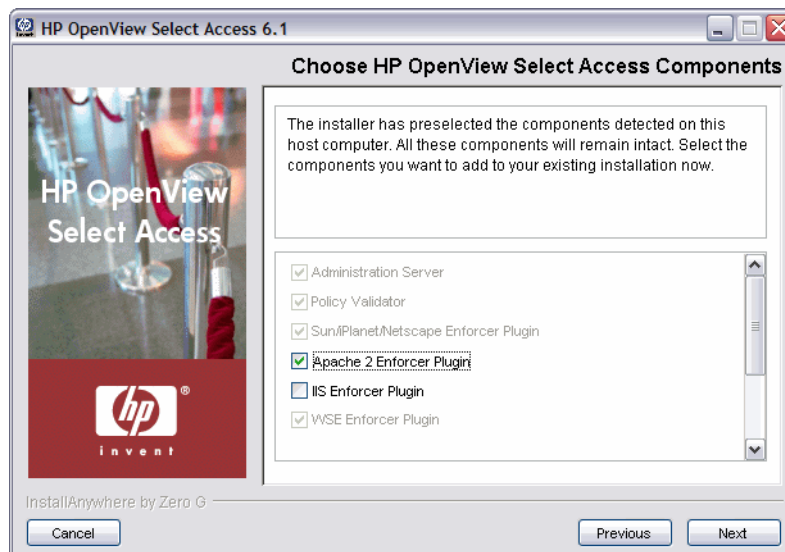 HP OpenView Select Access 6.1
Choose HP OpenView Select Access Components
The installer has preselected the components detected on this
host computer. All these components will remain intact. Select the
components you want to add to your existing installation now.
HP OpenView
Select Access
Administration Server
Policy Validator
Sun/iPlanet/Netscape Enforcer Plugin
Apache 2 Enforcer Plugin
IIS Enforcer Plugin
WSE Enforcer Plugin
hp
®
invent
InstallAnywhere by Zero G
Cancel
Previous
Next